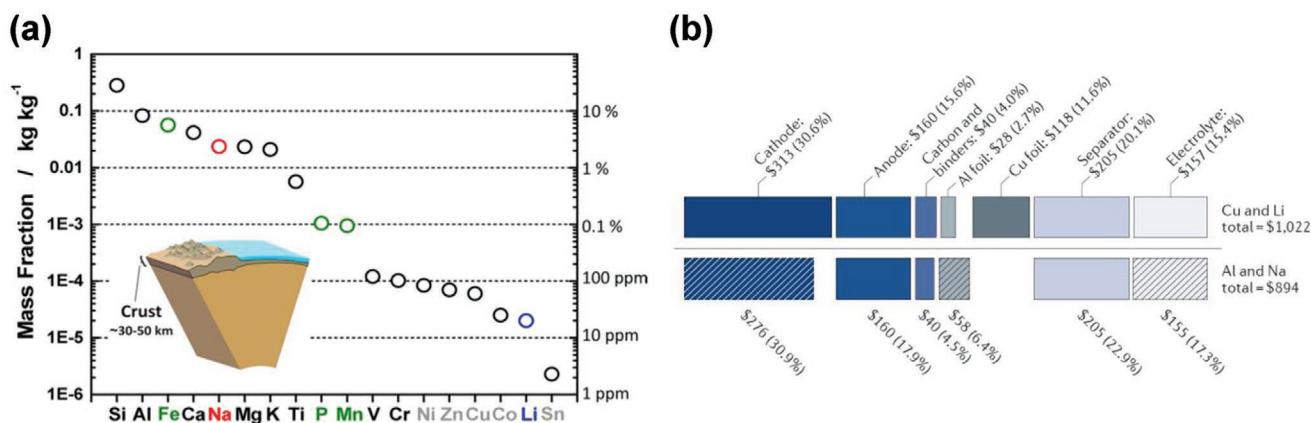 (a)
1
0.1
0.01
1E-3
1E-4
1E-5
1E-6
Mass Fraction / kg kg-1
10 %
1 %
0.1 %
100 ppm
10 ppm
1 ppm
Crust
~30-50 km
Si Al Fe Ca Na Mg K Ti P Mn V Cr Ni Zn Cu Co Li Sn
(b)
Cathode:
$313 (30.6%)
Anode: $160 (15.6%)
Carbon and
binders: $40 (4.0%)
Al foil: $28 (2.7%)
Cu foil: $118 (11.6%)
Separator:
$205 (20.1%)
Electrolyte:
$157 (15.4%)
Cu and Li
total = $1,022
Al and Na
total = $894
$276 (30.9%)
$160 (17.9%)
$40 (4.5%)
$58 (6.4%)
$205 (22.9%)
$155 (17.3%)